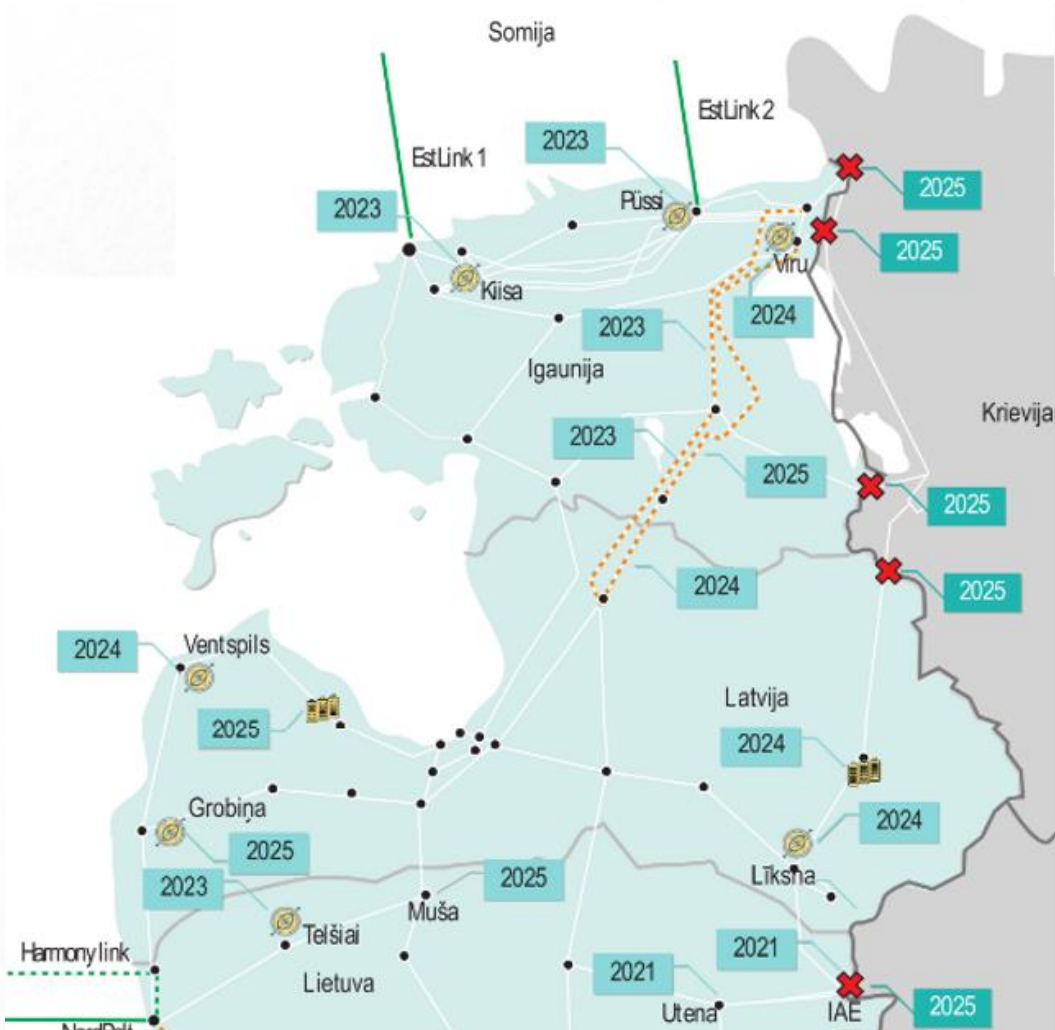 Somija
EstLink 2
2023
EstLink 1
2025
2023
Püssi
2025
Viru
Kiisa
2024
2023
Igaunija
Krievija
2023
2025
2025
2024
2025
Ventspils
2024
Latvija
2025
2024
Grobiņa
2024
2025
2023
2025
Līksna
Muša
Telšiai
Harmony link
2021
2021
Lietuva
Utena
IAE
2025